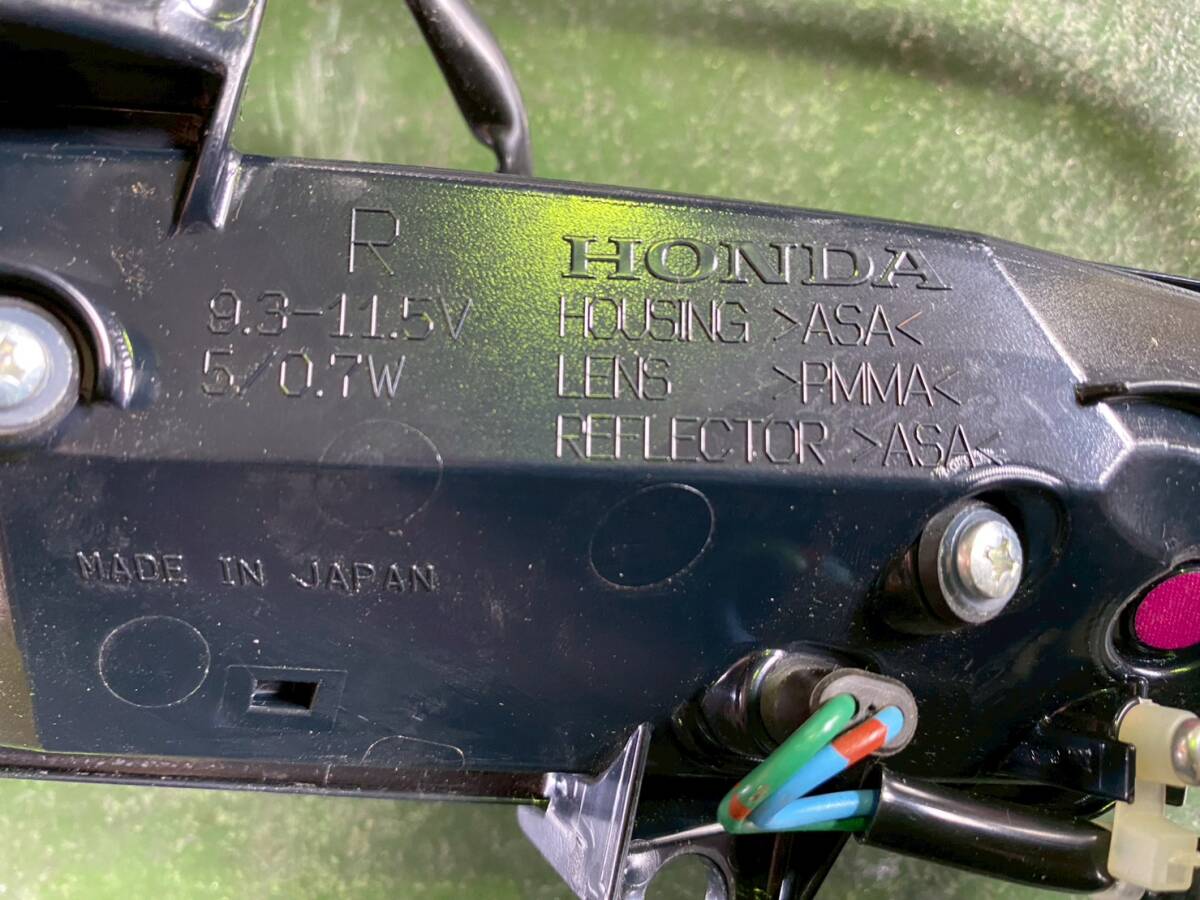 R
9.3-11.5V
5/0.7W
HONDA
HOUSING >ASA<
LENS >PMMA<
REFLECTOR >ASA<
MADE IN JAPAN